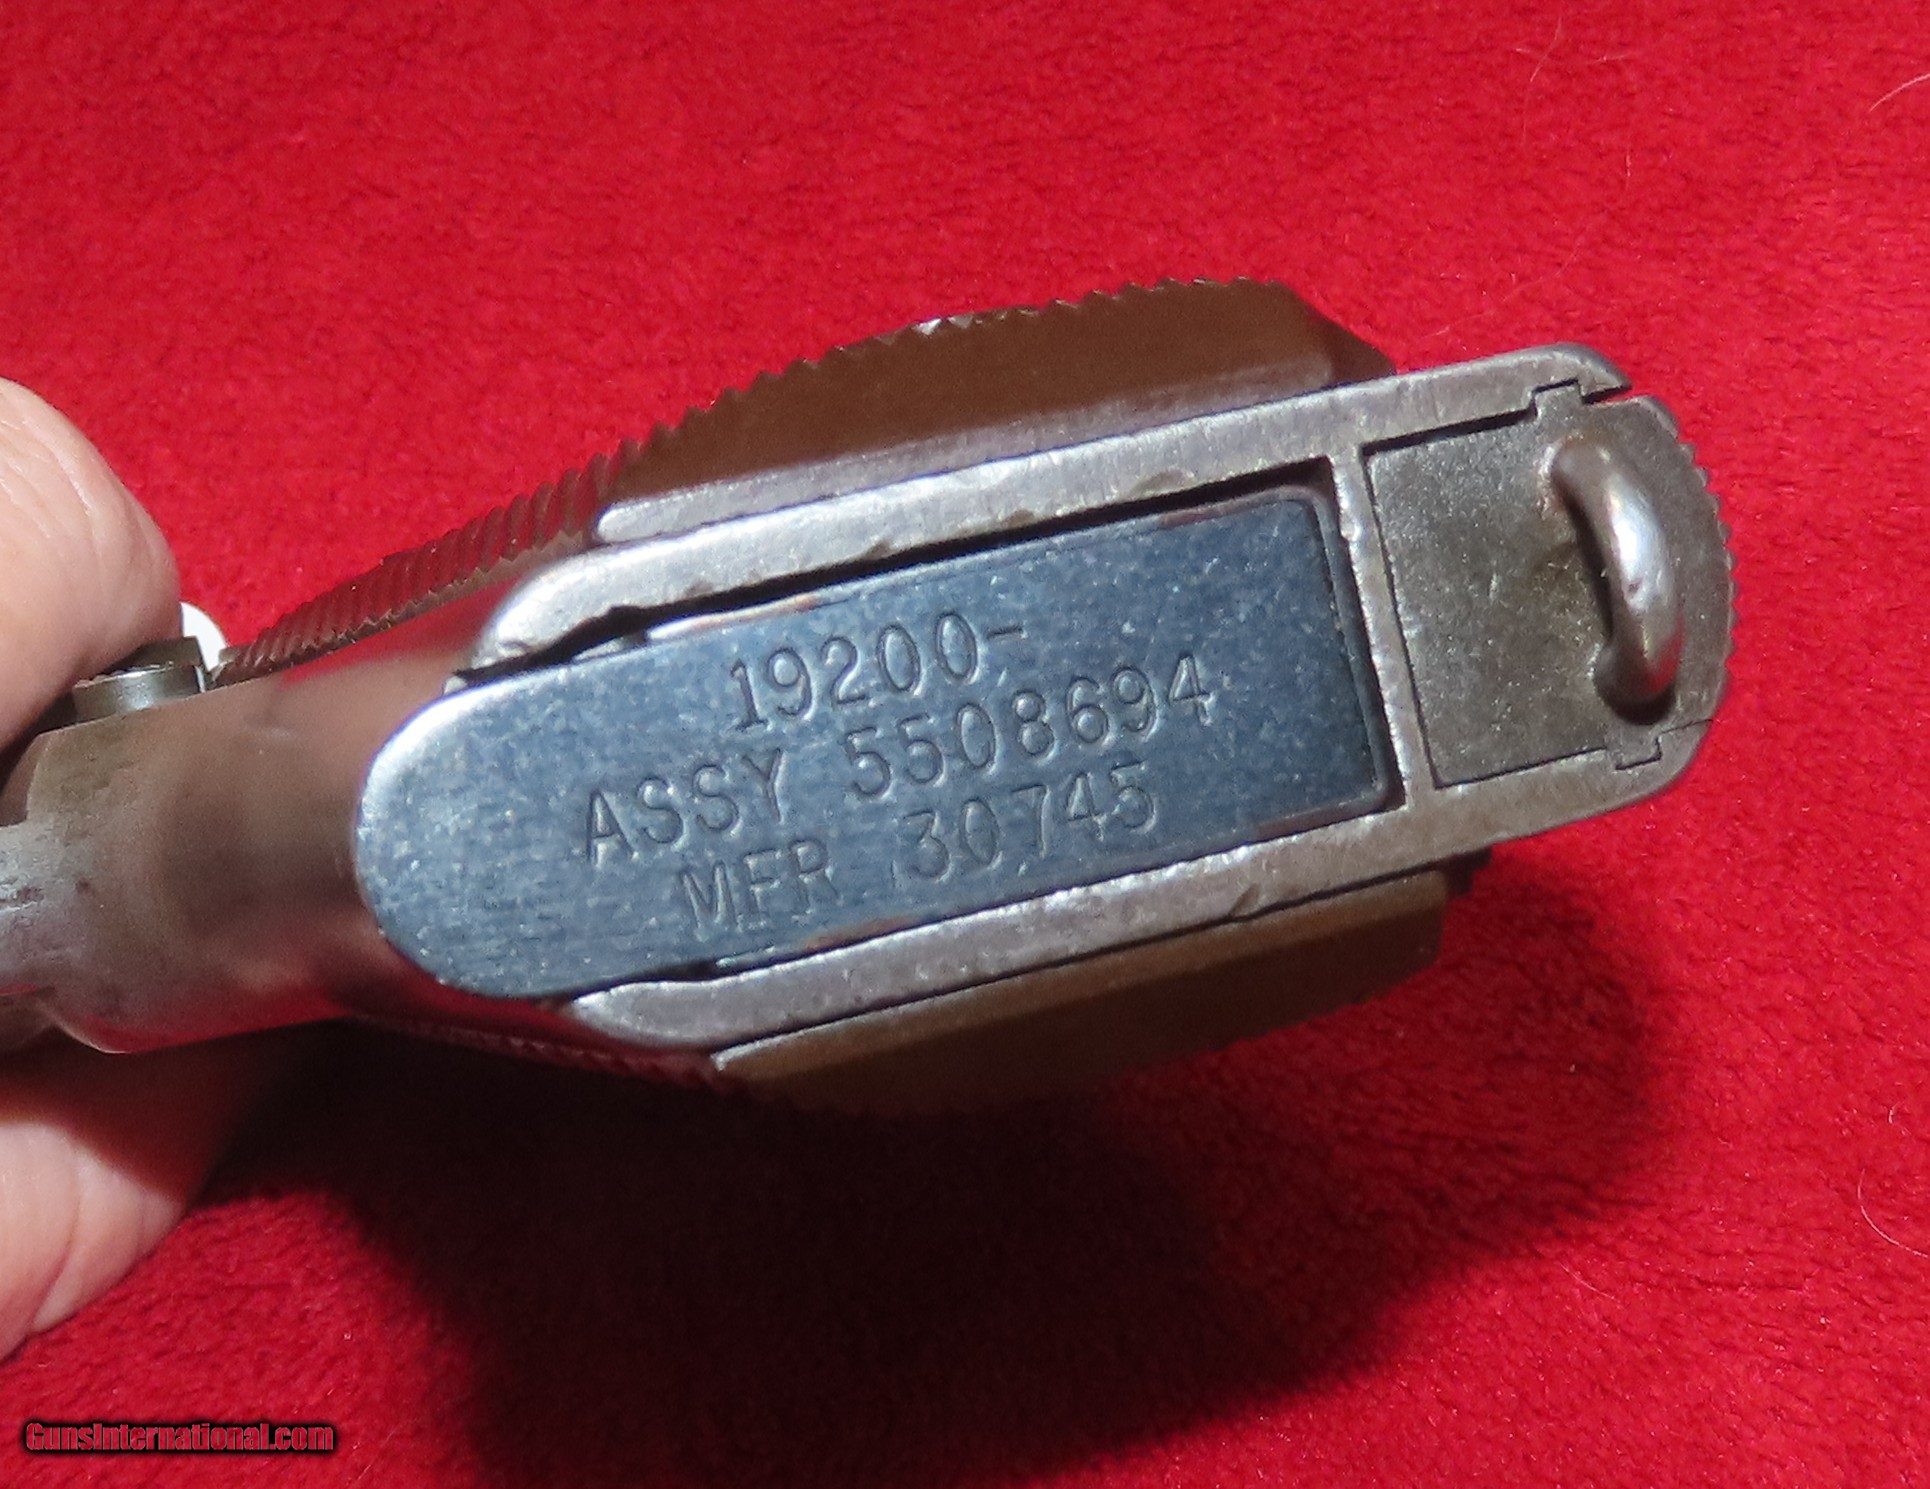 19200-
ASSY 5508694
MFR 30745
GunsInternational.com